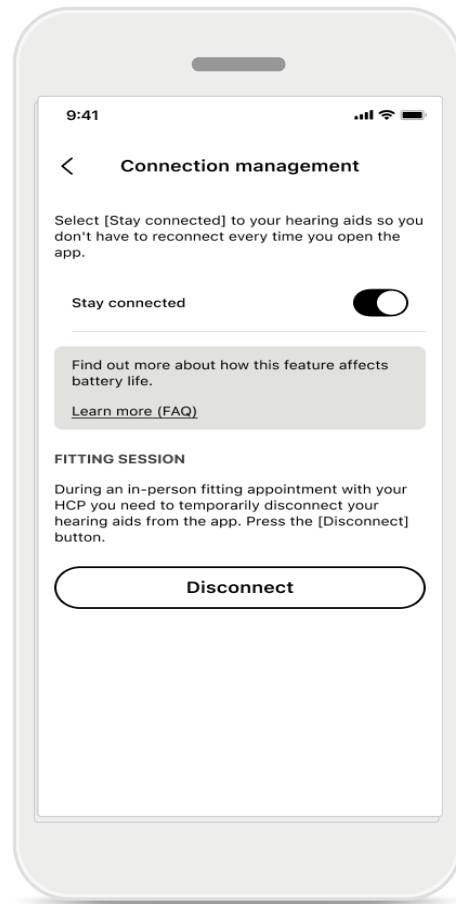 9:41
Connection management
Select [Stay connected] to your hearing aids so you
don't have to reconnect every time you open the
app.
Stay connected
Find out more about how this feature affects
battery life.
Learn more (FAQ)
FITTING SESSION
During an in-person fitting appointment with your
HCP you need to temporarily disconnect your
hearing aids from the app. Press the [Disconnect]
button.
Disconnect